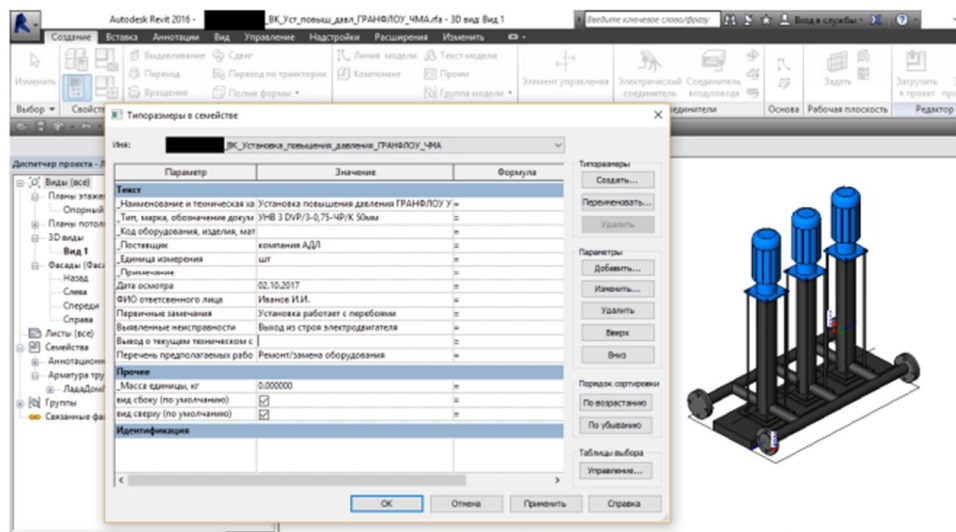 Autodesk Revit 2016 - _ВК_Уст_повыш_давл_ГРАНФЛОУ_ЧМА.rfa - 3D вид: Вид 1
Введите ключевое слово/фразу
Вход в службы
Создание Вставка Аннотации Вид Управление Надстройки Расширения Изменить
Изменить
Выдавливание Сдвиг
Переход Переход по траектории
Вращение Полые формы
Линия модели Текст модели
Компонент Проем
Группа модели
Элемент управления
Электрический соединитель
Соединитель воздуховода
Задать
Загрузить в проект
Выбор Свойст единители Основа Рабочая плоскость Редактор
Диспетчер проекта - Л
Виды (все)
Планы этаже
Опорный
Планы потол
3D виды
Вид 1
Фасады (Фаса
Назад
Слева
Спереди
Справа
Листы (все)
Семейства
Аннотационн
Арматура тру
ЛадаДом/
Группы
Связанные фа
Типоразмеры в семействе
Имя: _ВК_Установка_повышения_давления_ГРАНФЛОУ_ЧМА
Параметр Значение Формула
Текст
_Наименование и техническая ха Установка повышения давления ГРАНФЛОУ У =
_Тип, марка, обозначение докум УНВ 3 DVP/3-0,75-ЧР/К 50мм =
_Код оборудования, изделия, мат =
_Поставщик компания АДЛ =
_Единица измерения шт =
_Примечание =
Дата осмотра 02.10.2017 =
ФИО ответсвенного лица Иванов И.И. =
Первичные замечания Установка работает с перебоями =
Выявленные неисправности Выход из строя электродвигателя =
Вывод о текущем техническом с =
Перечень предполагаемых рабо Ремонт/замена оборудования =
Прочее
_Масса единицы, кг 0.000000 =
вид сбоку (по умолчанию) =
вид сверху (по умолчанию) =
Идентификация
Типоразмеры
Создать...
Переименовать...
Удалить
Параметры
Добавить...
Изменить...
Удалить
Вверх
Вниз
Порядок сортировки
По возрастанию
По убыванию
Таблицы выбора
Управление...
ОК Отмена Применить Справка